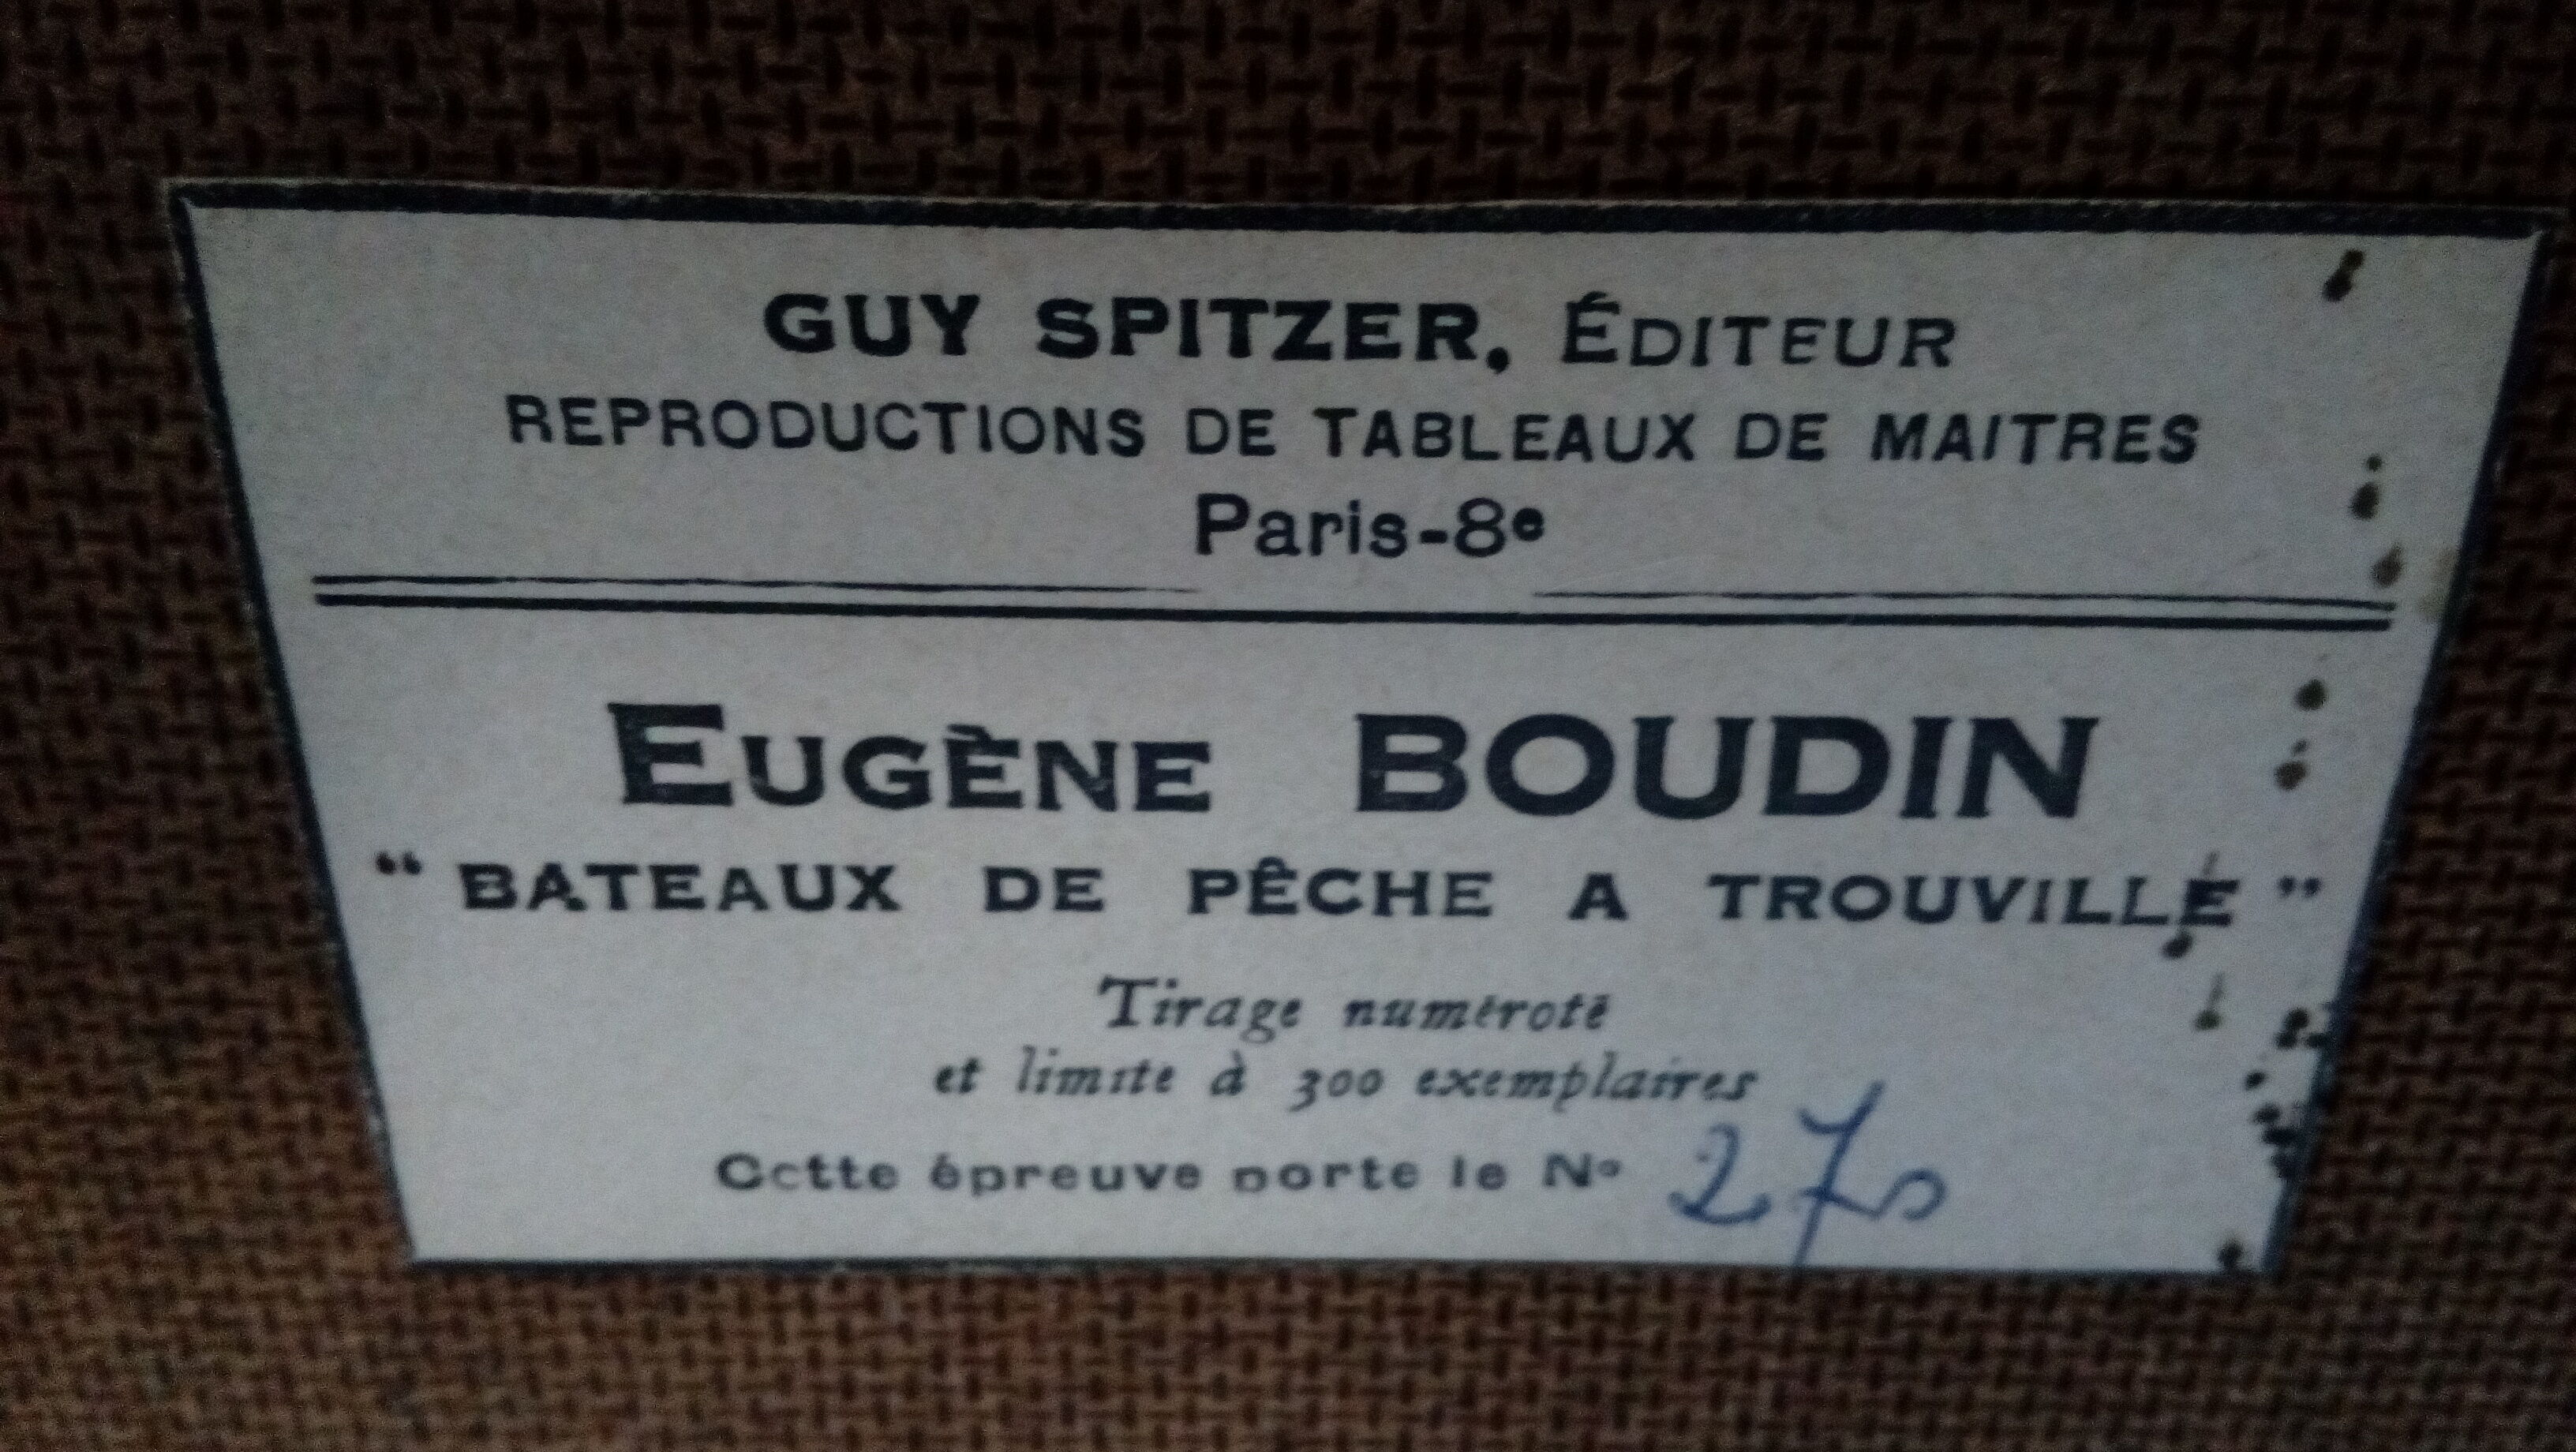 GUY SPITZER, ÉDITEUR
REPRODUCTIONS DE TABLEAUX DE MAITRES
Paris-8e
EUGÈNE BOUDIN
“ BATEAUX DE PÊCHE A TROUVILLE ”
Tirage numéroté
et limité à 300 exemplaires
Cette épreuve porte le No 270